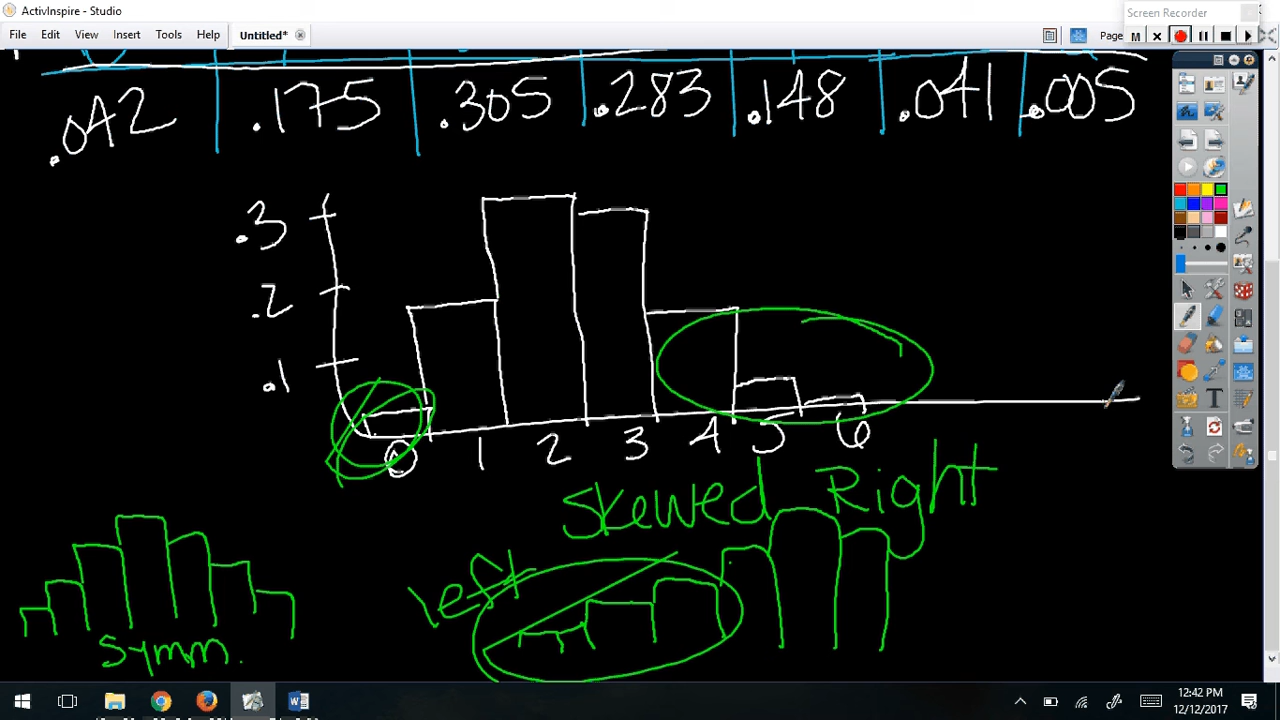 ActivInspire - Studio
Screen Recorder
File Edit View Insert Tools Help Untitled* Page
M
.042 .175 .305 .283 .148 .041 .005
.3
.2
.1
0 1 2 3 4 5 6
Skewed Right
left
Symm.
T
12:42 PM
12/12/2017